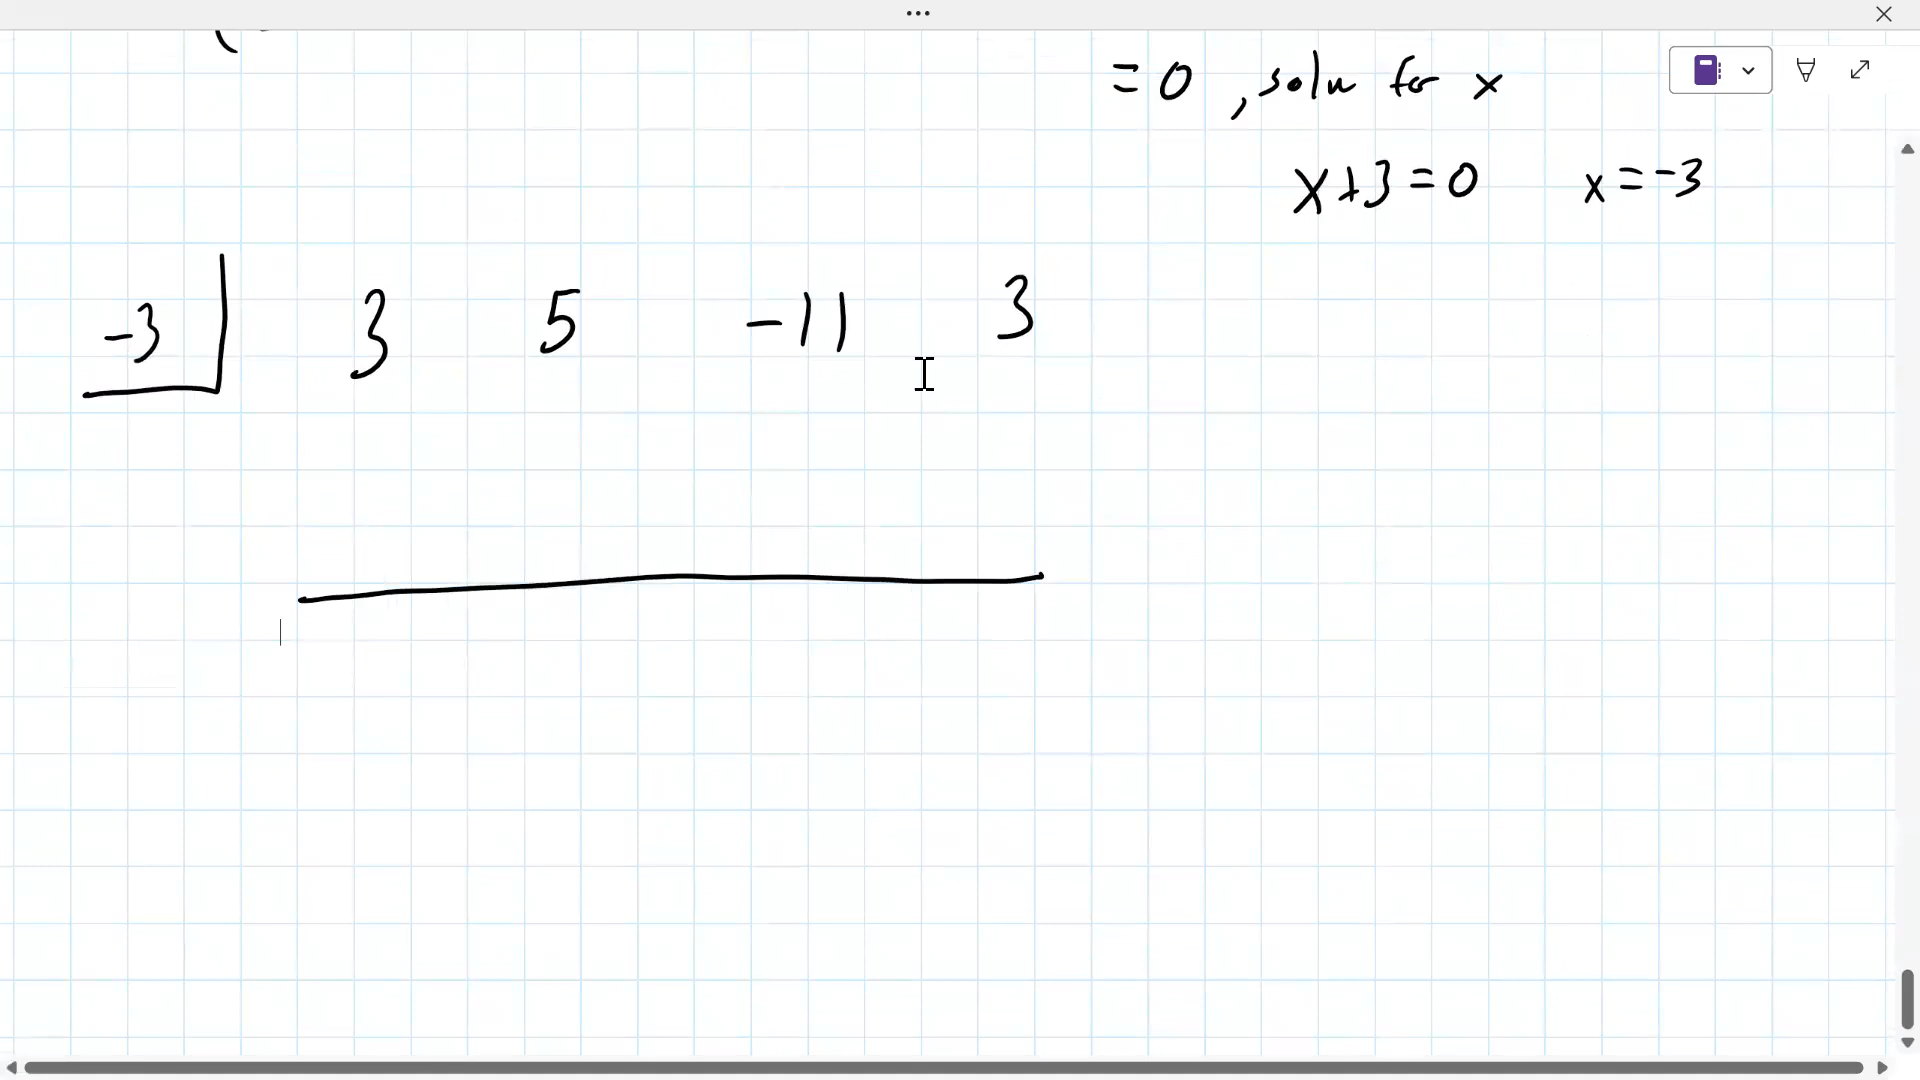 = 0 , soln for x
x+3=0 x=-3
-3 3 5 -11 3